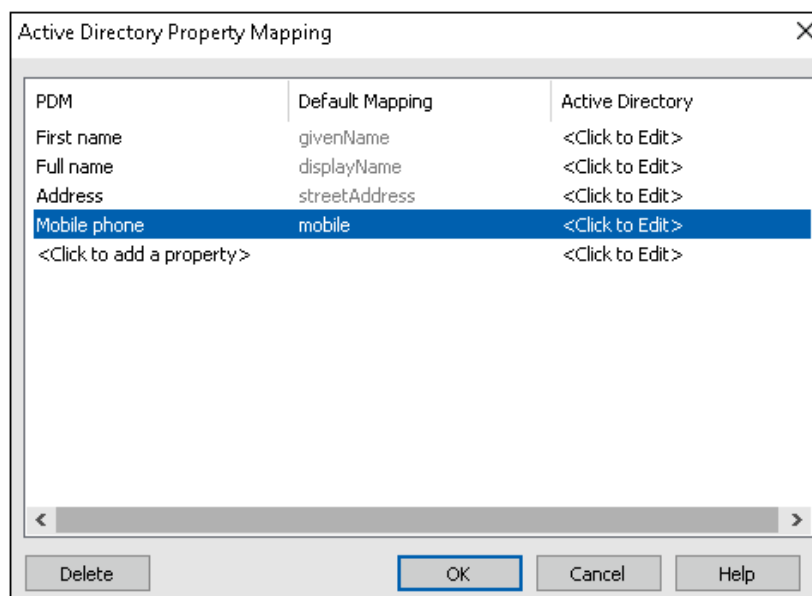 Active Directory Property Mapping
PDM Default Mapping Active Directory
First name givenName <Click to Edit>
Full name displayName <Click to Edit>
Address streetAddress <Click to Edit>
Mobile phone mobile <Click to Edit>
<Click to add a property> <Click to Edit>
Delete OK Cancel Help